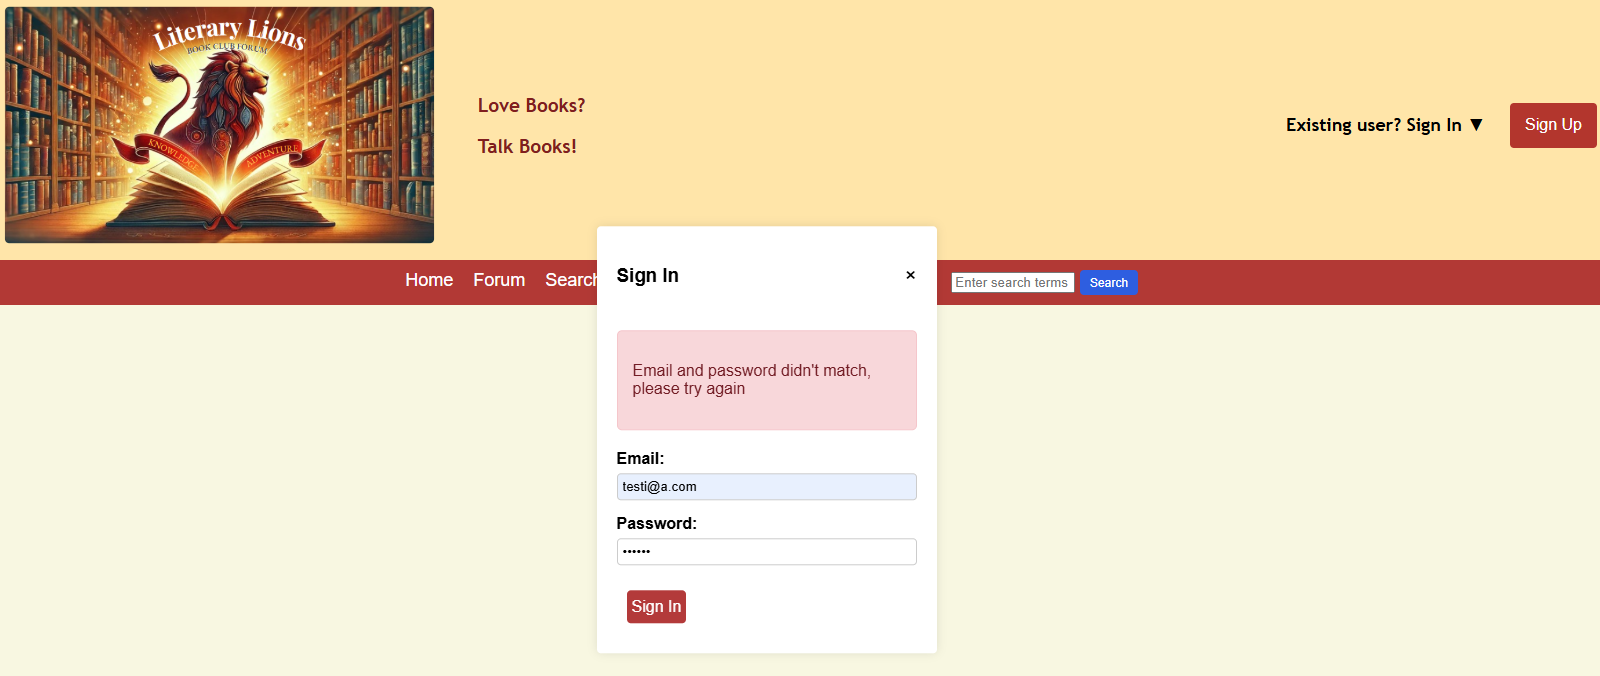 Literary Lions
BOOK CLUB FORUM
KNOWLEDGE
ADVENTURE
Love Books?
Talk Books!
Existing user? Sign In ▼
Sign Up
Home Forum Search
Enter search terms Search
Sign In ×
Email and password didn't match,
please try again
Email:
testi@a.com
Password:
••••••
Sign In